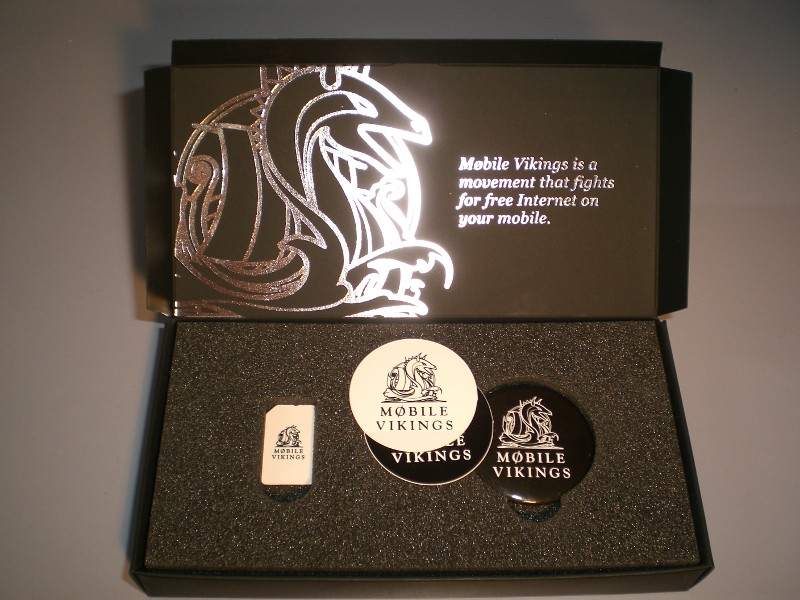 Møbile Vikings is a
movement that fights
for free Internet on
your mobile.
MØBILE
VIKINGS
MØBILE
VIKINGS
VIKINGS
MØBILE
VIKINGS